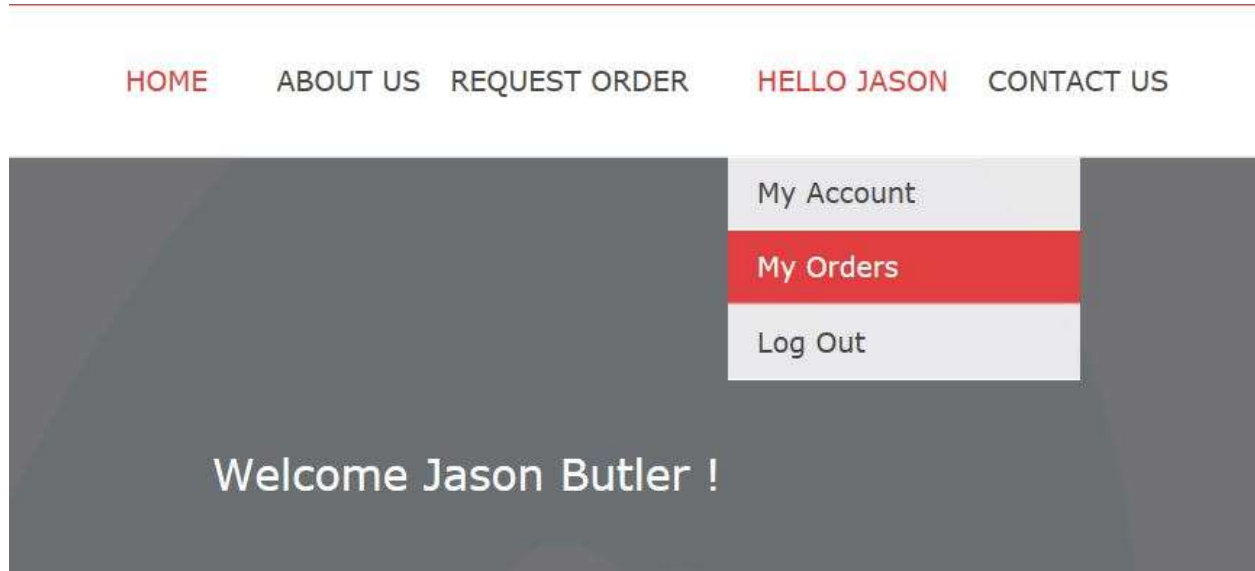 HOME ABOUT US REQUEST ORDER HELLO JASON CONTACT US
My Account
My Orders
Log Out
Welcome Jason Butler !